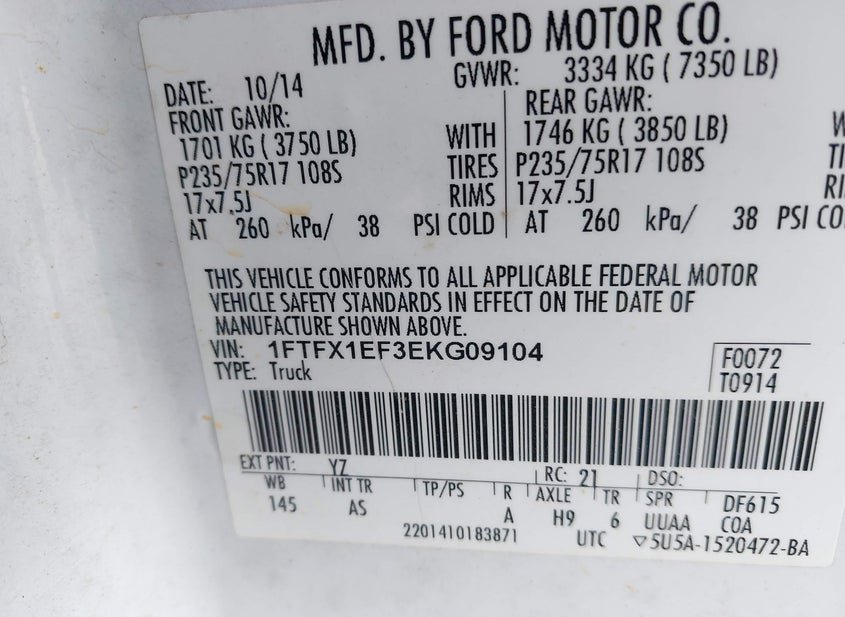 MFD. BY FORD MOTOR CO.
DATE: 10/14 GVWR: 3334 KG ( 7350 LB)
FRONT GAWR: REAR GAWR:
1701 KG ( 3750 LB) WITH 1746 KG ( 3850 LB) W
P235/75R17 108S TIRES P235/75R17 108S TI
17x7.5J RIMS 17x7.5J RI
AT 260 kPa/ 38 PSI COLD AT 260 kPa/ 38 PSI CO
THIS VEHICLE CONFORMS TO ALL APPLICABLE FEDERAL MOTOR
VEHICLE SAFETY STANDARDS IN EFFECT ON THE DATE OF
MANUFACTURE SHOWN ABOVE.
VIN: 1FTFX1EF3EKG09104 F0072
TYPE: Truck T0914
EXT PNT: YZ RC: 21 DSO:
WB INT TR TP/PS R AXLE TR SPR DF615
145 AS A H9 6 UUAA COA
2201410183871 UTC ▽5U5A-1520472-BA